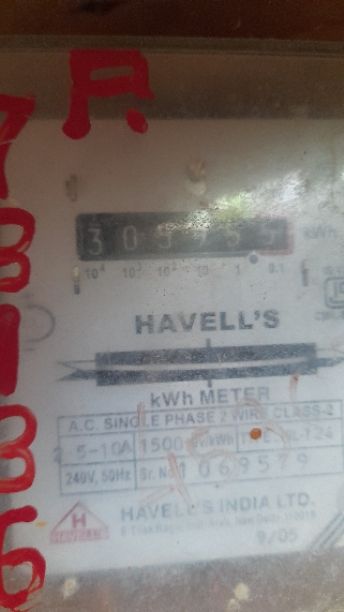 P.
7
3
1
3
6
kWh
10⁴ 10³ 10² 10 1 0.1
HAVELL'S
kWh METER
A.C. SINGLE PHASE 2 WIRE CLASS-2
5-10A 1500
240V, 50Hz Sr. No. 1069579
HAVELL'S
HAVELL'S INDIA LTD.
9/05